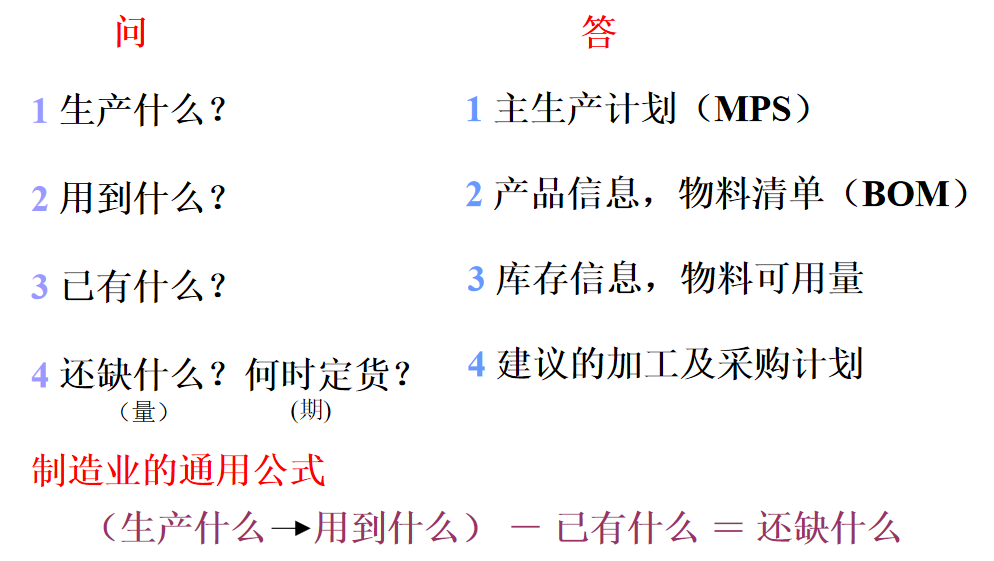 问 答
1 生产什么？ 1 主生产计划（MPS）
2 用到什么？ 2 产品信息，物料清单（BOM）
3 已有什么？ 3 库存信息，物料可用量
4 还缺什么？何时定货？ 4 建议的加工及采购计划
（量） (期)
制造业的通用公式
（生产什么→用到什么）－已有什么＝还缺什么